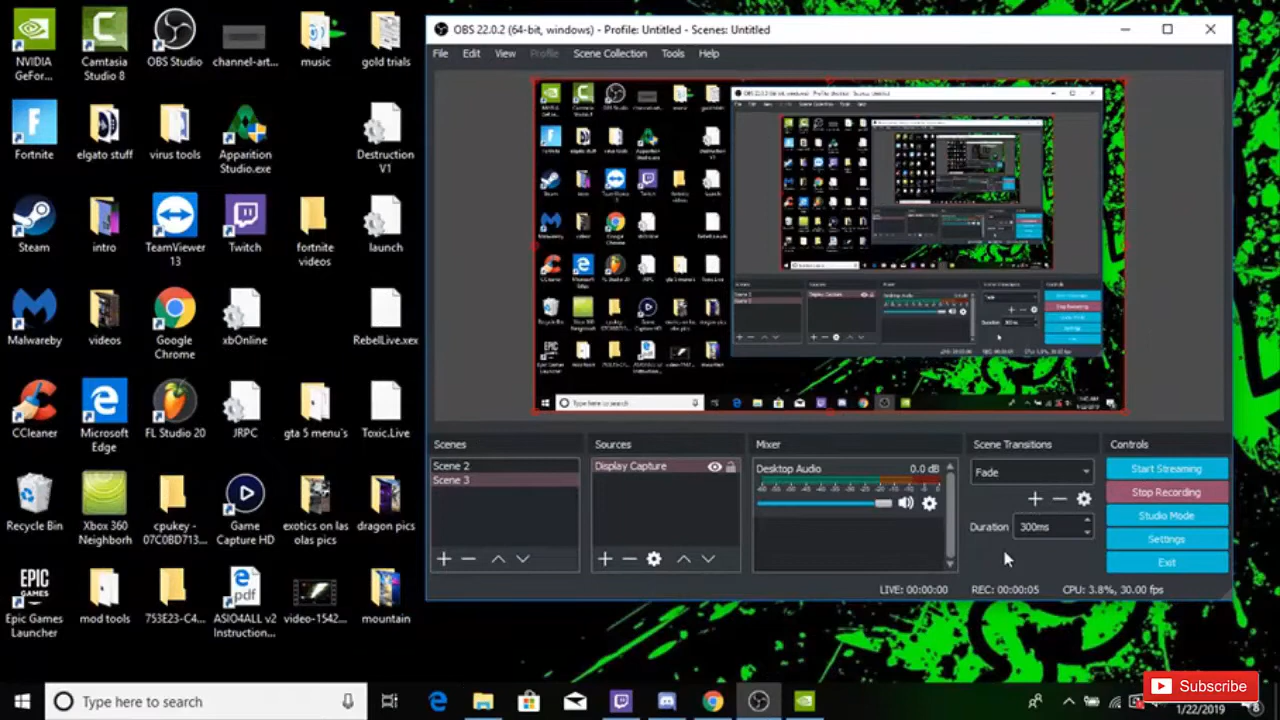 NVIDIA
GeFor...
Camtasia
Studio 8
OBS Studio
channel-art...
music
gold trials
Fortnite
elgato stuff
virus tools
Apparition
Studio.exe
Destruction
V1
Steam
intro
TeamViewer
13
Twitch
fortnite
videos
launch
Malwareby
videos
Google
Chrome
xbOnline
RebelLive.xex
CCleaner
Microsoft
Edge
FL Studio 20
JRPC
gta 5 menu`s
Toxic.Live
Recycle Bin
Xbox 360
Neighborh
cpukey -
07C0BD713...
Game
Capture HD
exotics on las
olas pics
dragon pics
Epic Games
Launcher
mod tools
753E23-C4...
ASIO4ALL v2
Instruction...
video-1542...
mountain
OBS 22.0.2 (64-bit, windows) - Profile: Untitled - Scenes: Untitled
File Edit View Profile Scene Collection Tools Help
Type here to search
Scenes
Scene 2
Scene 3
Sources
Display Capture
Mixer
Desktop Audio 0.0 dB
Scene Transitions
Fade
Duration 300ms
Controls
Start Streaming
Stop Recording
Studio Mode
Settings
Exit
LIVE: 00:00:00 REC: 00:00:05 CPU: 3.8%, 30.00 fps
Type here to search
Subscribe
1/22/2019
8